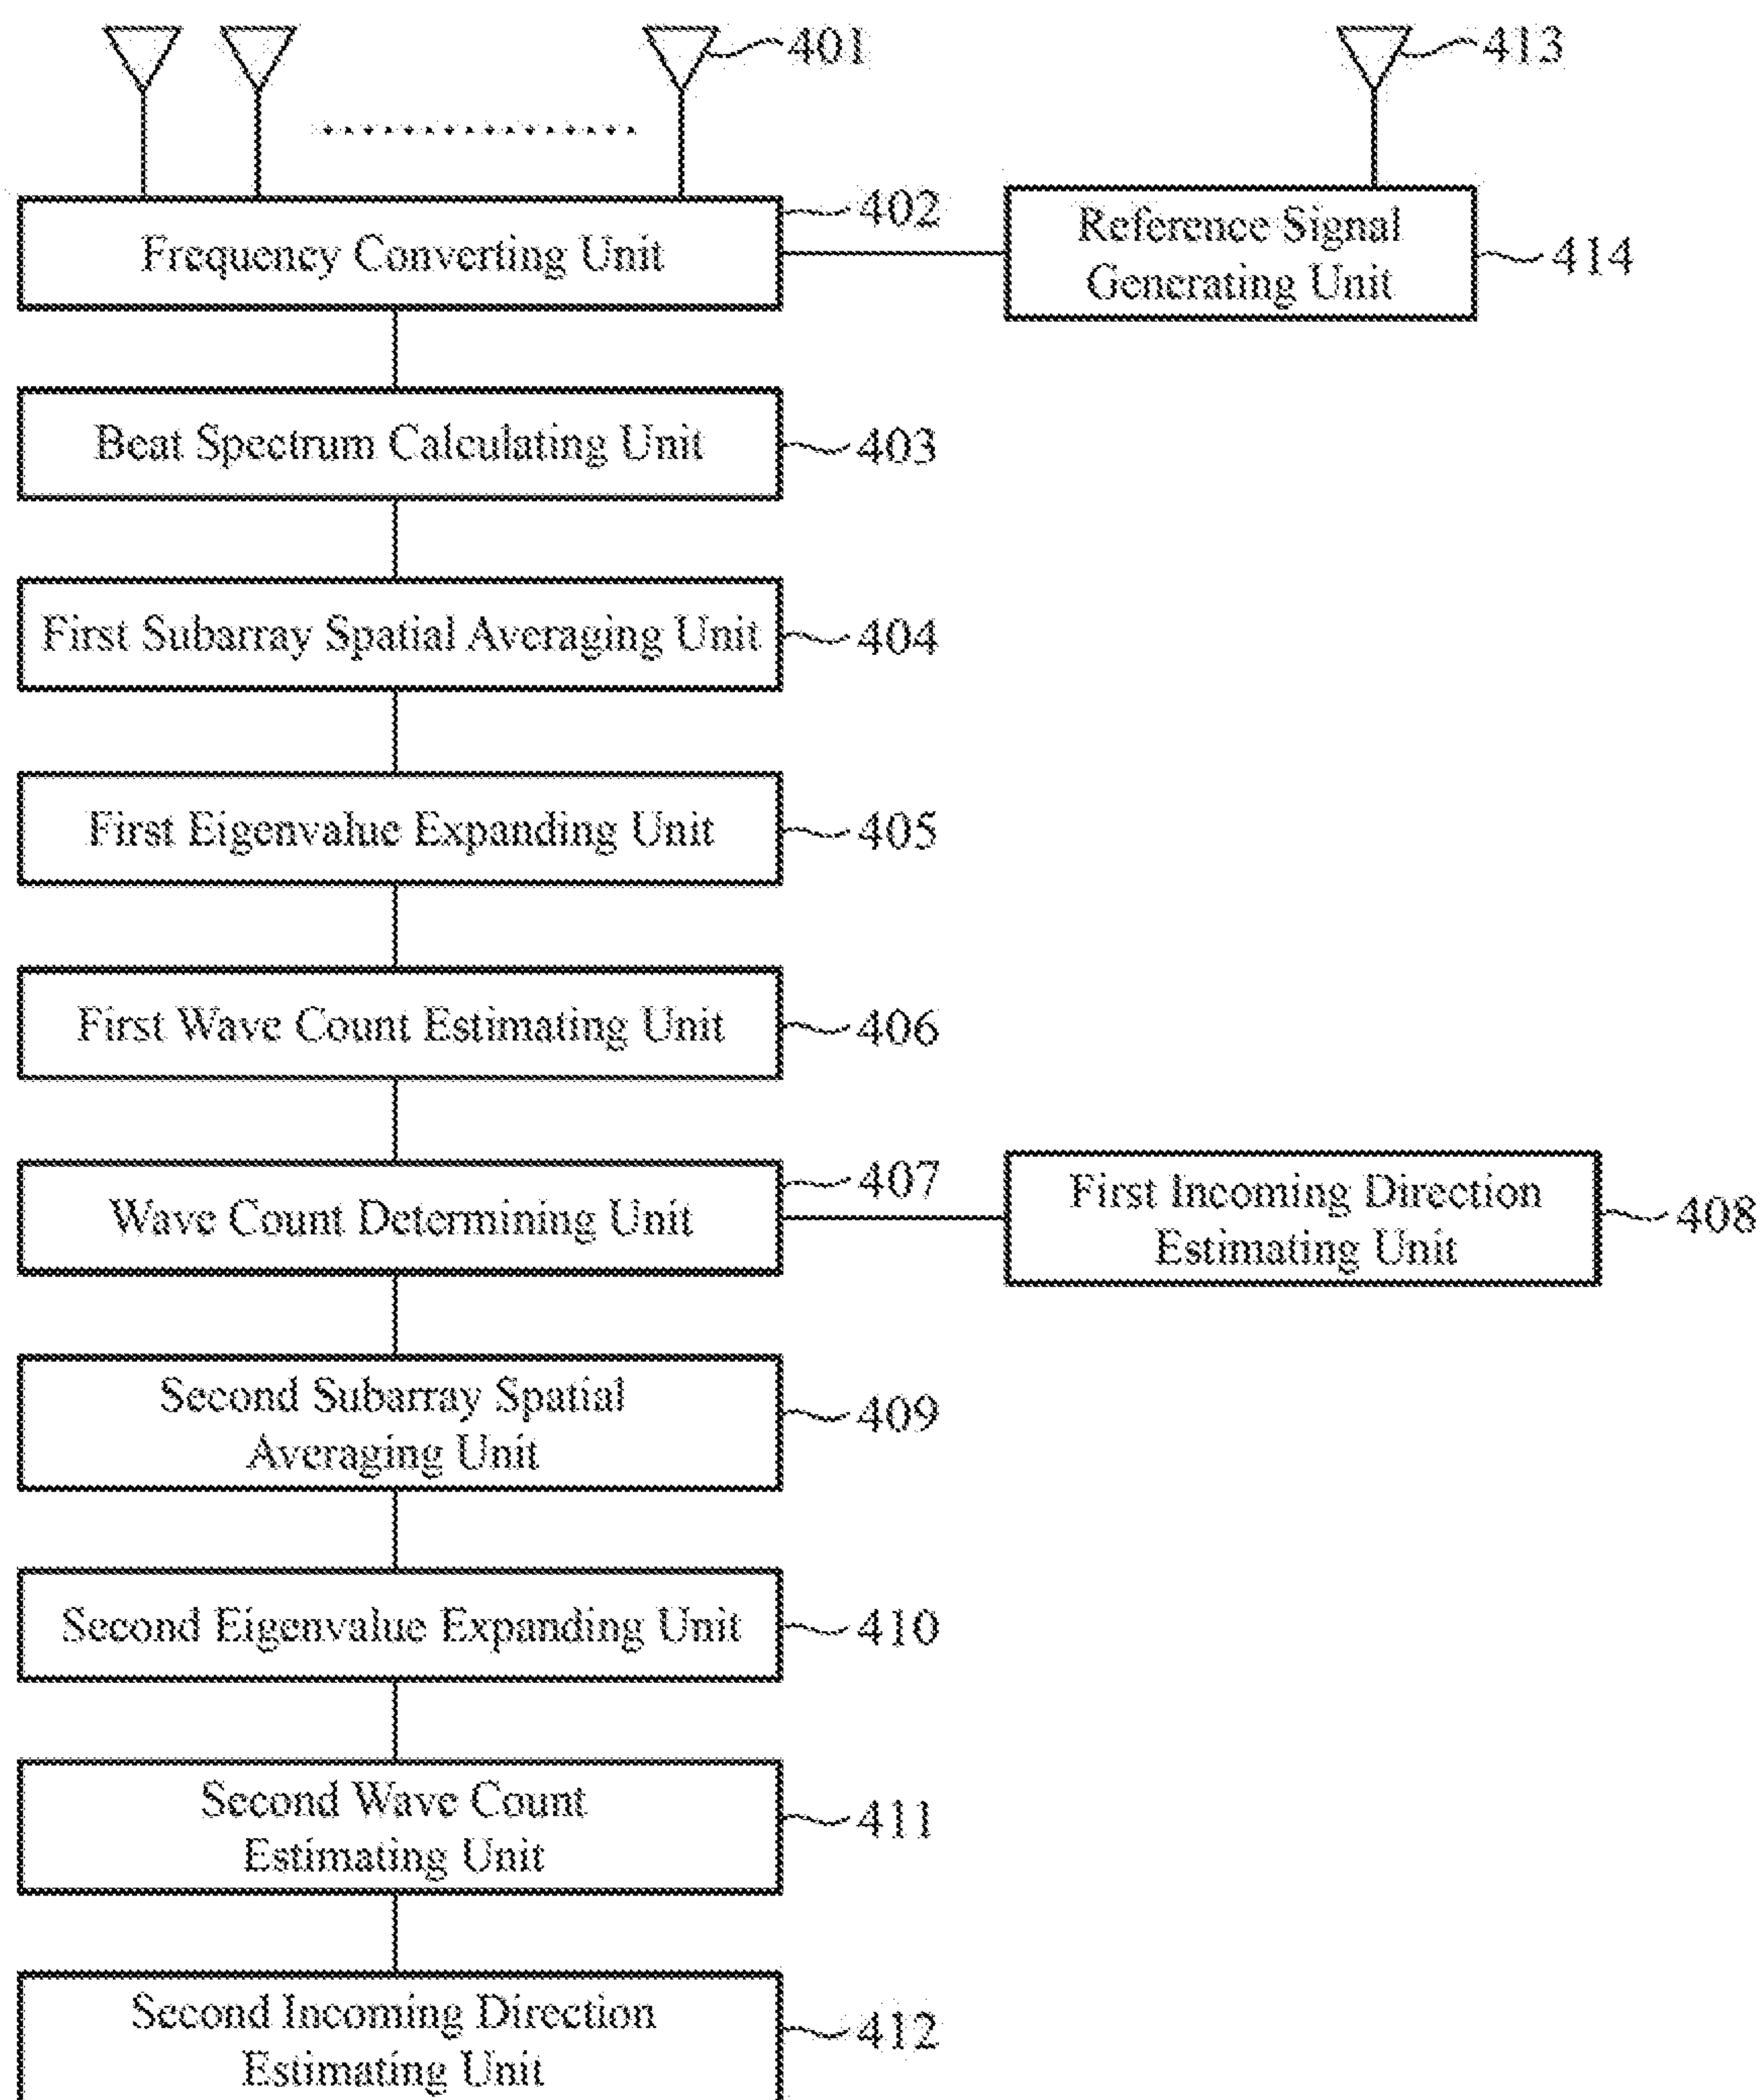 401
413
402
Frequency Converting Unit
Reference Signal
Generating Unit
414
Beat Spectrum Calculating Unit
403
First Subarray Spatial Averaging Unit
404
First Eigenvalue Expanding Unit
405
First Wave Count Estimating Unit
406
407
Wave Count Determining Unit
First Incoming Direction
Estimating Unit
408
Second Subarray Spatial
Averaging Unit
409
Second Eigenvalue Expanding Unit
410
Second Wave Count
Estimating Unit
411
Second Incoming Direction
Estimating Unit
412